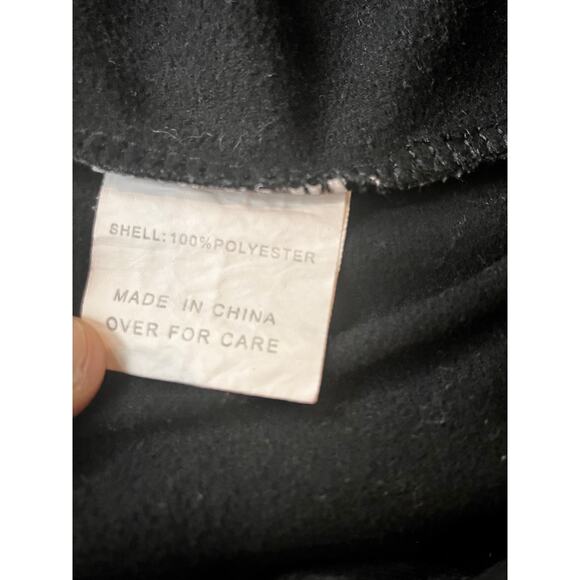 SHELL:100%POLYESTER
MADE IN CHINA
OVER FOR CARE